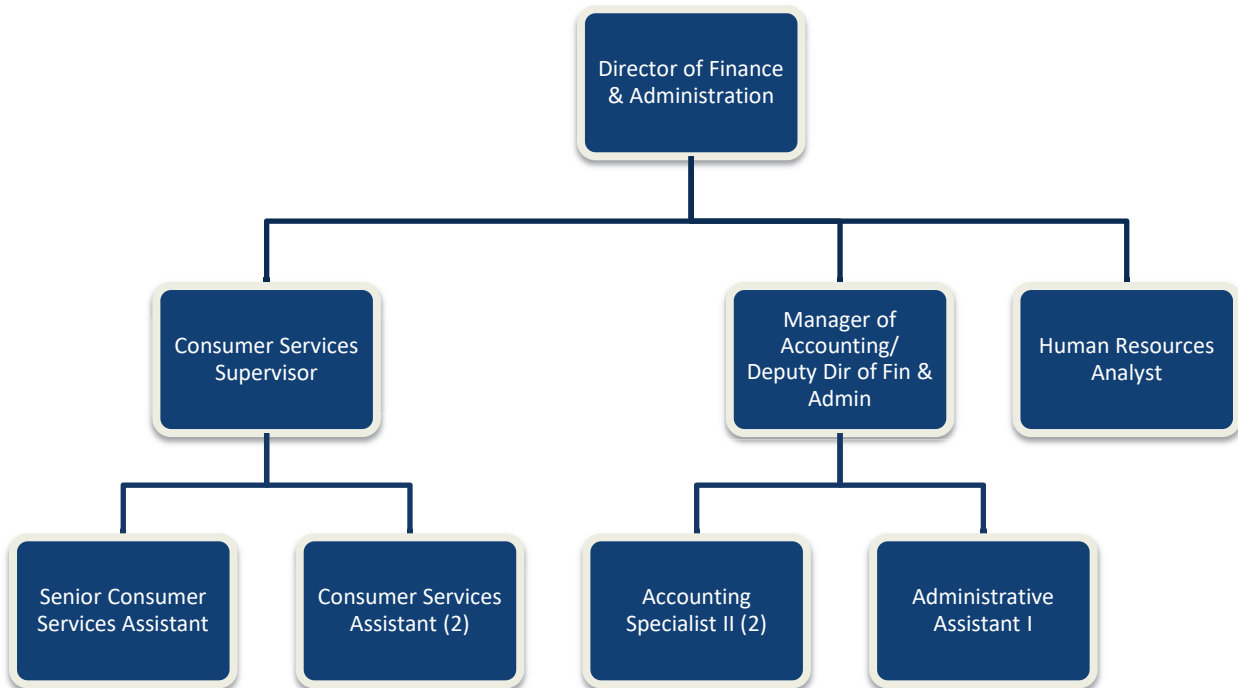 Director of Finance
& Administration
Consumer Services
Supervisor
Manager of
Accounting/
Deputy Dir of Fin &
Admin
Human Resources
Analyst
Senior Consumer
Services Assistant
Consumer Services
Assistant (2)
Accounting
Specialist II (2)
Administrative
Assistant I